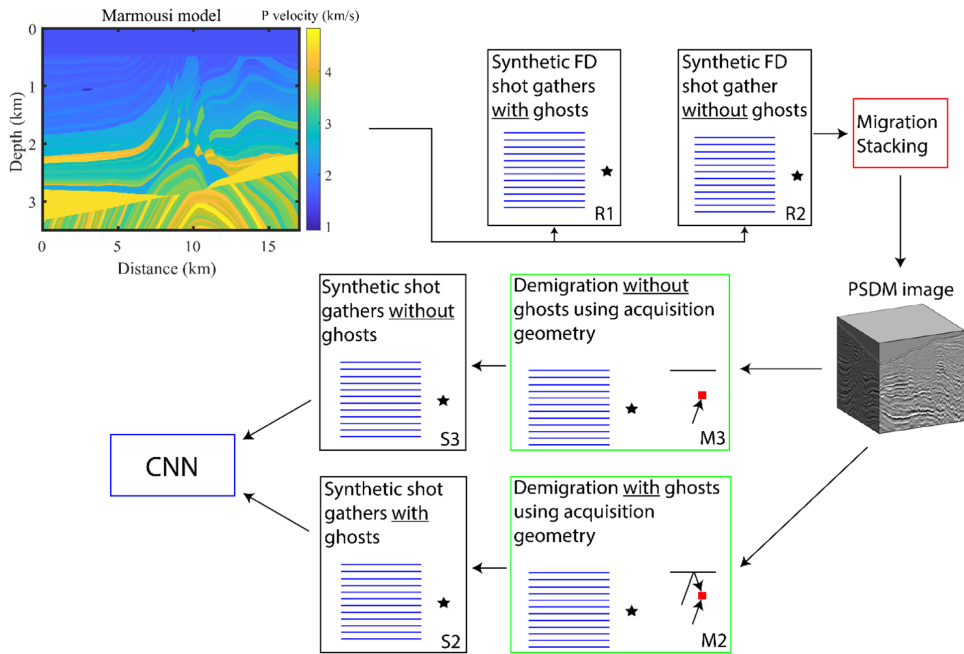 Marmousi model
P velocity (km/s)
0
1
2
3
Depth (km)
0
5
10
15
Distance (km)
4
3
2
1
Synthetic FD
shot gathers
with ghosts
R1
Synthetic FD
shot gather
without ghosts
R2
Migration
Stacking
PSDM image
Synthetic shot
gathers without
ghosts
S3
Demigration without
ghosts using acquisition
geometry
M3
CNN
Synthetic shot
gathers with
ghosts
S2
Demigration with ghosts
using acquisition
geometry
M2